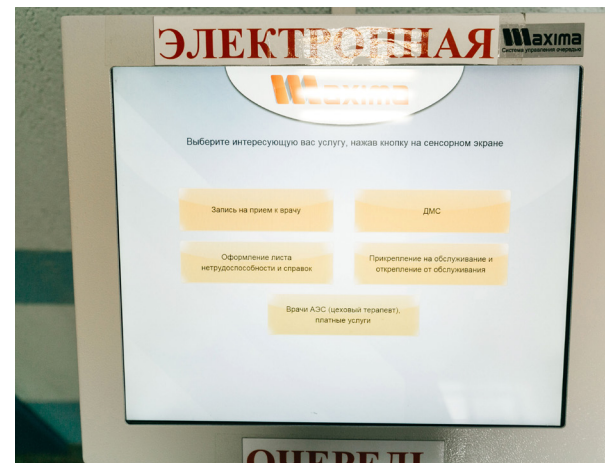 ЭЛЕКТРОННАЯ
Maxima
Система управления очередью
Maxima
Выберите интересующую вас услугу, нажав кнопку на сенсорном экране
Запись на прием к врачу
ДМС
Оформление листа
нетрудоспособности и справок
Прикрепление на обслуживание и
открепление от обслуживания
Врачи АЭС (цеховый терапевт),
платные услуги
ОЧЕРЕДЬ